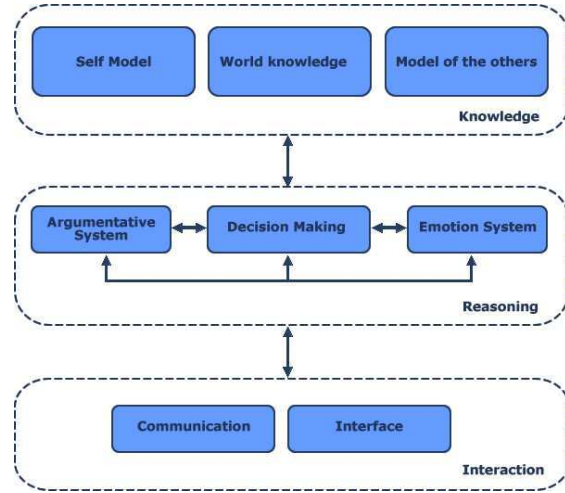 Self Model
World knowledge
Model of the others
Knowledge
Argumentative
System
Decision Making
Emotion System
Reasoning
Communication
Interface
Interaction